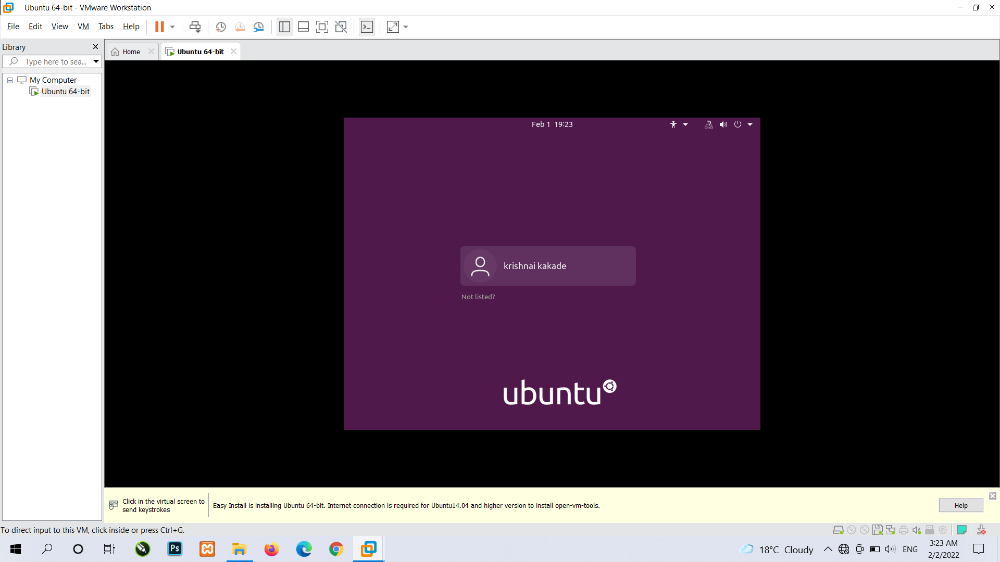 Ubuntu 64-bit - VMware Workstation
File Edit View VM Tabs Help
Library
Home
Ubuntu 64-bit
Type here to sea...
My Computer
Ubuntu 64-bit
Feb 1 19:23
krishnai kakade
Not listed?
ubuntu
Click in the virtual screen to
send keystrokes
Easy Install is installing Ubuntu 64-bit. Internet connection is required for Ubuntu14.04 and higher version to install open-vm-tools.
Help
To direct input to this VM, click inside or press Ctrl+G.
Ps
18°C Cloudy
ENG
3:23 AM
2/2/2022